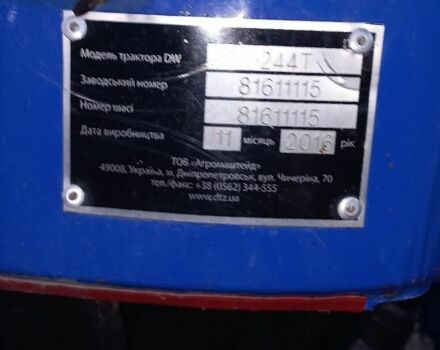 Модель трактора DW 244T
Заводський номер 81611115
Номер шасі 81611115
Дата виробництва 11 місяць 2016 рік
ТОВ «Агромаштейд»
49008, Україна, м. Дніпропетровськ, вул. Чичеріна, 70
тел./факс: +38 (0562) 344-555
www.dtz.ua